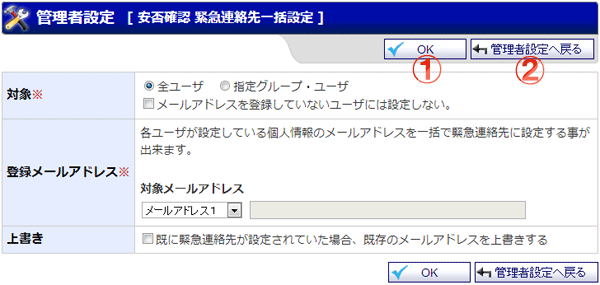 管理者設定 [ 安否確認 緊急連絡先一括設定 ]
OK
管理者設定へ戻る
① ②
対象※
全ユーザ 指定グループ・ユーザ
メールアドレスを登録していないユーザには設定しない。
登録メールアドレス※
各ユーザが設定している個人情報のメールアドレスを一括で緊急連絡先に設定する事が
出来ます。
対象メールアドレス
メールアドレス1
上書き
既に緊急連絡先が設定されていた場合、既存のメールアドレスを上書きする
OK
管理者設定へ戻る